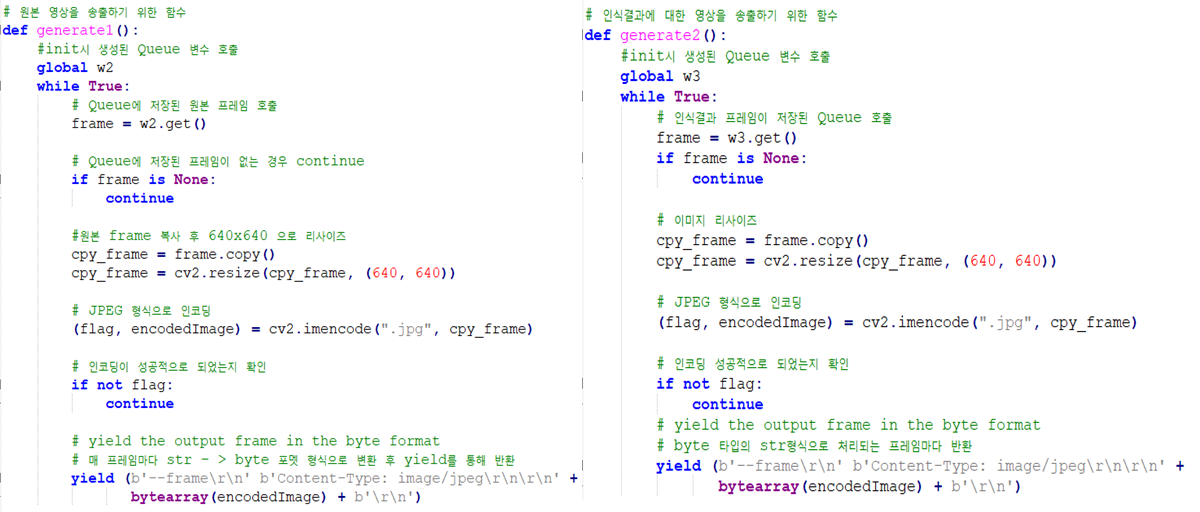 # 원본 영상을 송출하기 위한 함수
def generate1():
#init시 생성된 Queue 변수 호출
global w2
while True:
# Queue에 저장된 원본 프레임 호출
frame = w2.get()
# Queue에 저장된 프레임이 없는 경우 continue
if frame is None:
continue
#원본 frame 복사 후 640x640 으로 리사이즈
cpy_frame = frame.copy()
cpy_frame = cv2.resize(cpy_frame, (640, 640))
# JPEG 형식으로 인코딩
(flag, encodedImage) = cv2.imencode(".jpg", cpy_frame)
# 인코딩이 성공적으로 되었는지 확인
if not flag:
continue
# yield the output frame in the byte format
# 매 프레임마다 str - > byte 포멧 형식으로 변환 후 yield를 통해 반환
yield (b'--frame\r\n' b'Content-Type: image/jpeg\r\n\r\n' +
bytearray(encodedImage) + b'\r\n')
# 인식결과에 대한 영상을 송출하기 위한 함수
def generate2():
#init시 생성된 Queue 변수 호출
global w3
while True:
# 인식결과 프레임이 저장된 Queue 호출
frame = w3.get()
if frame is None:
continue
# 이미지 리사이즈
cpy_frame = frame.copy()
cpy_frame = cv2.resize(cpy_frame, (640, 640))
# JPEG 형식으로 인코딩
(flag, encodedImage) = cv2.imencode(".jpg", cpy_frame)
# 인코딩 성공적으로 되었는지 확인
if not flag:
continue
# yield the output frame in the byte format
# byte 타입의 str형식으로 처리되는 프레임마다 반환
yield (b'--frame\r\n' b'Content-Type: image/jpeg\r\n\r\n' +
bytearray(encodedImage) + b'\r\n')